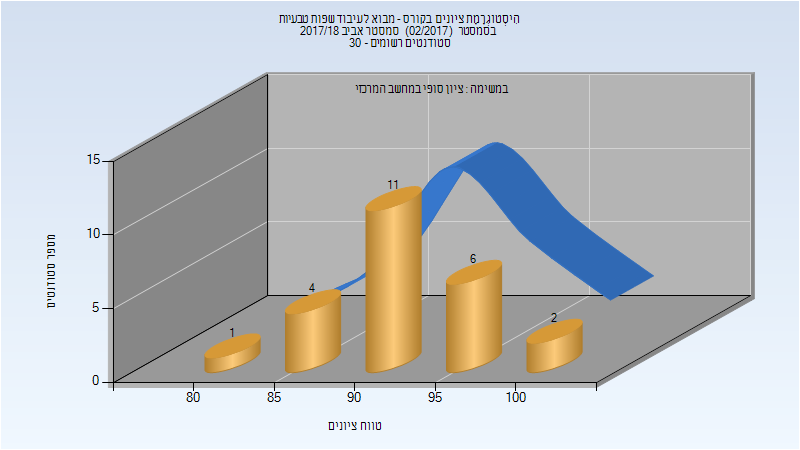 היסטוגרמת ציונים בקורס - מבוא לעיבוד שפות טבעיות
בסמסטר (02/2017) סמסטר אביב 2017/18
סטודנטים רשומים - 30
במשימה : ציון סופי במחשב המרכזי
מספר סטודנטים
15
10
5
0
1
4
11
6
2
80 85 90 95 100
טווח ציונים